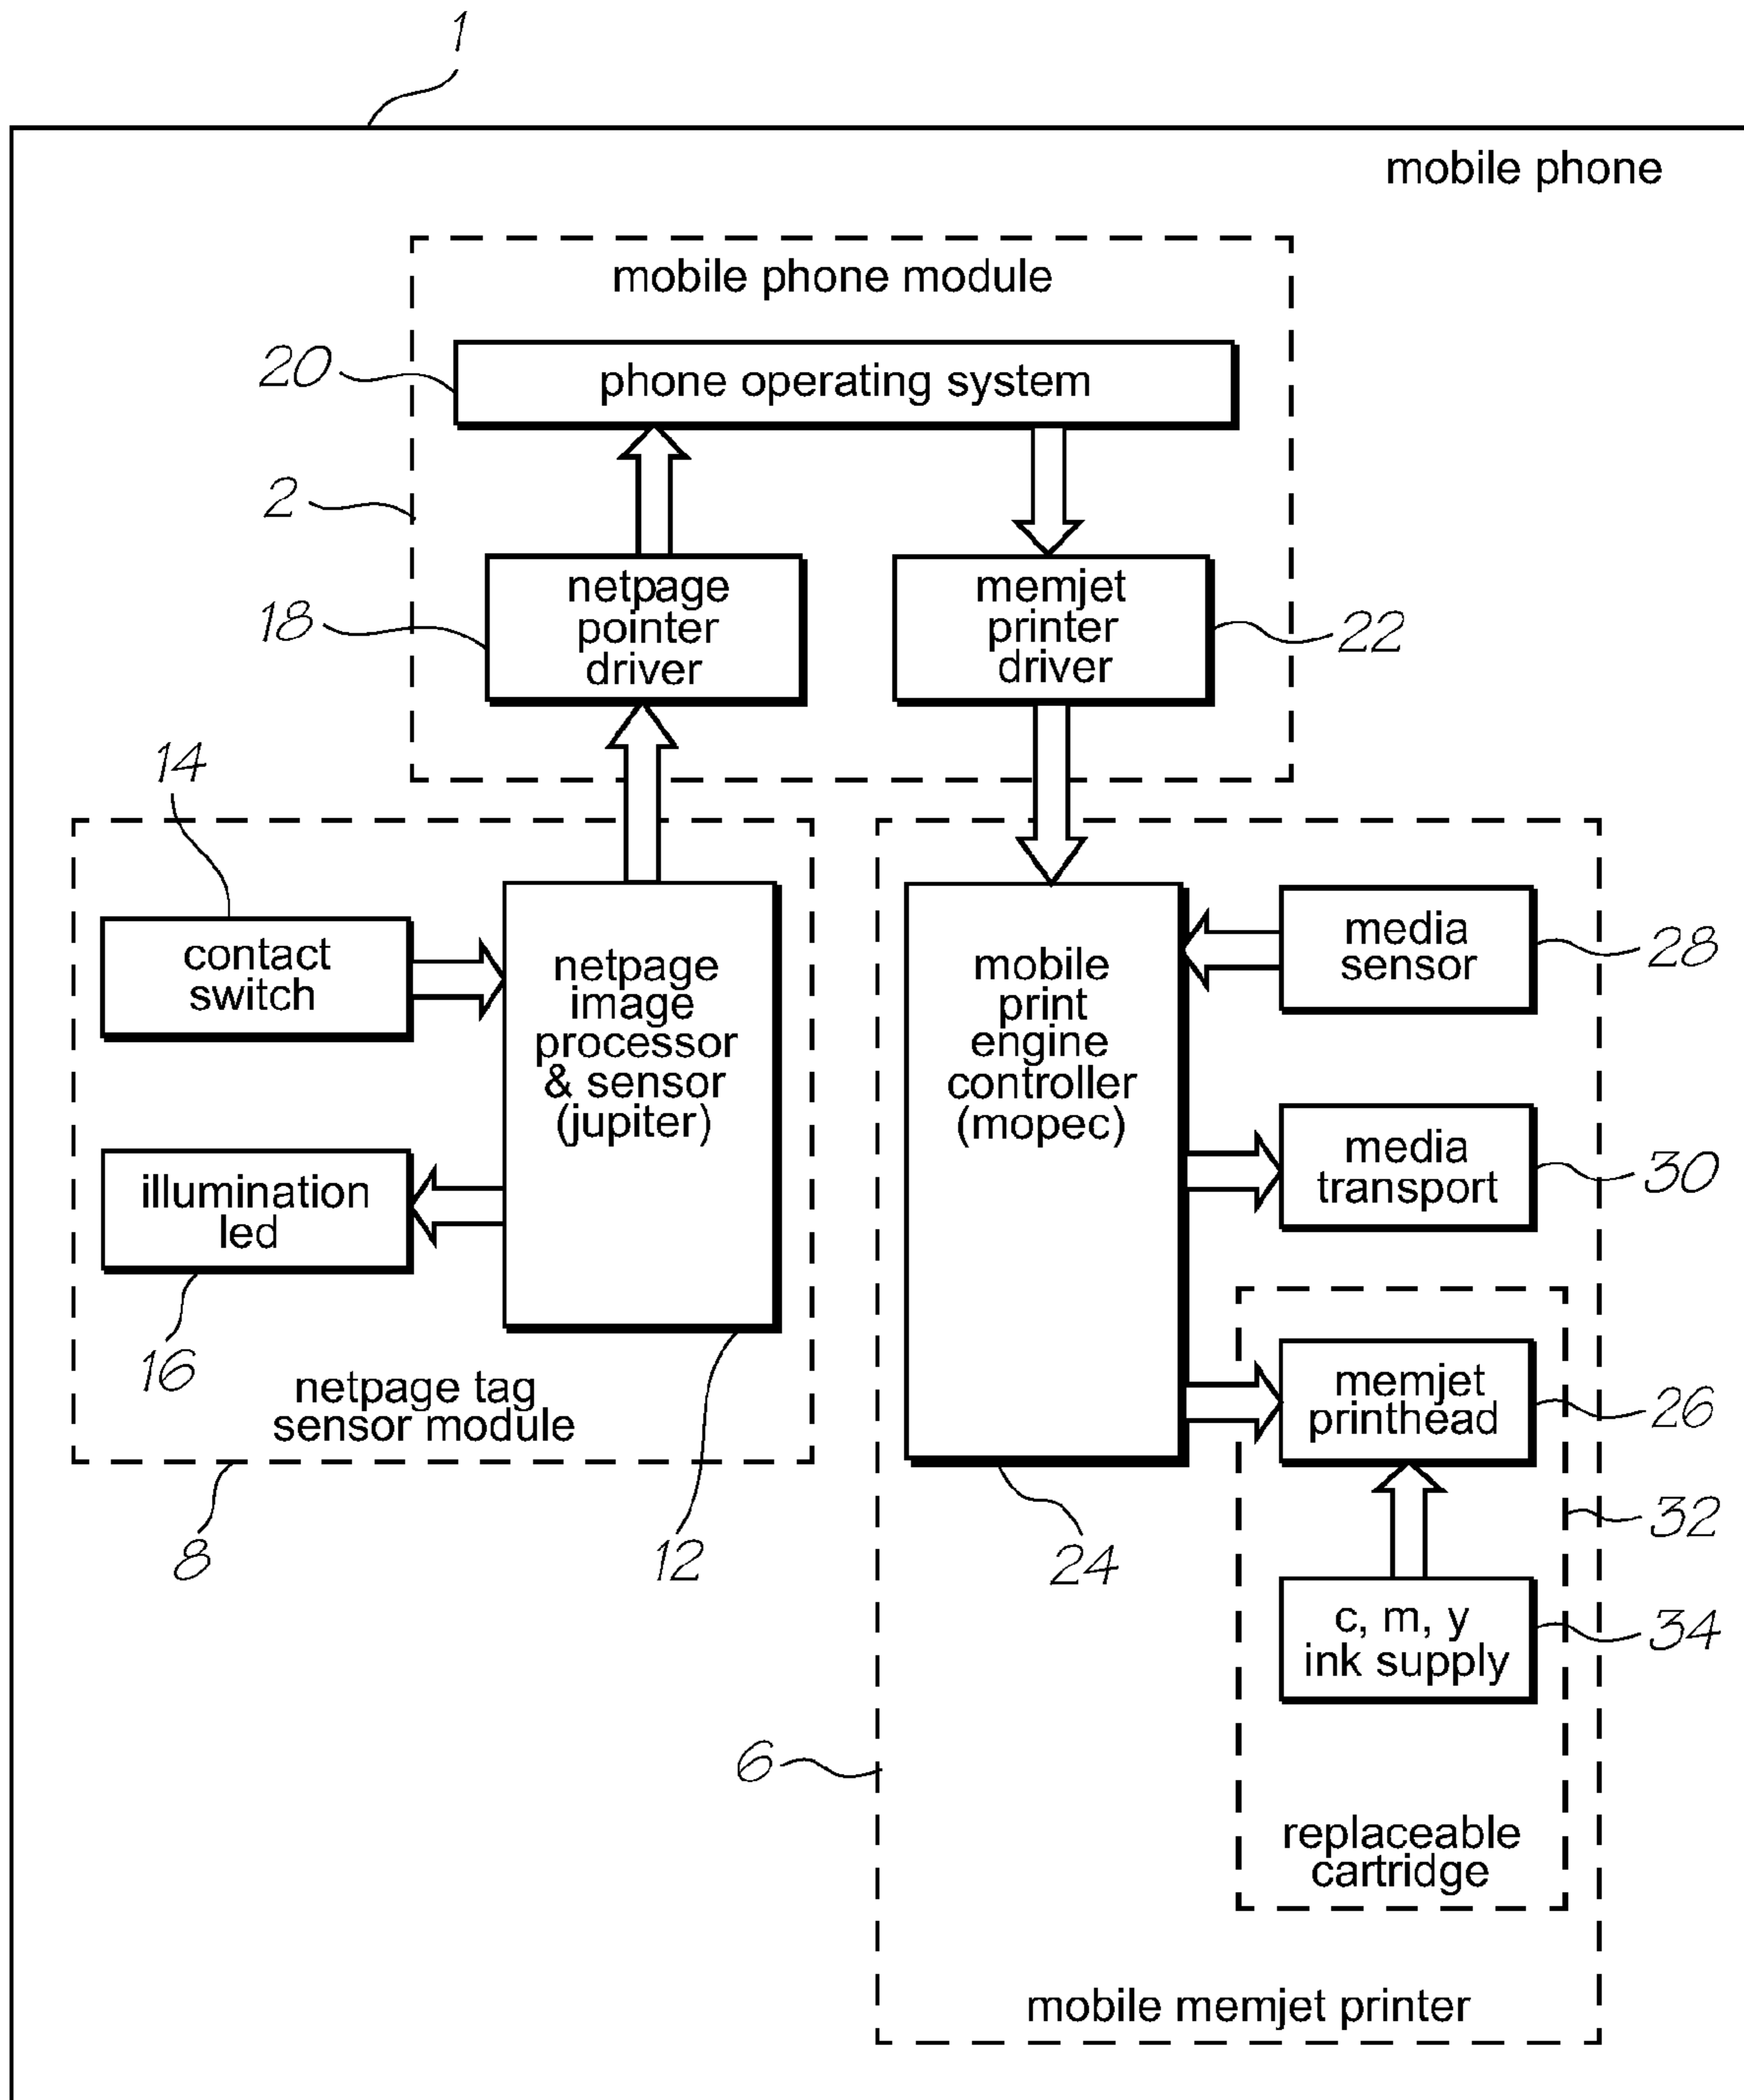 1
mobile phone
mobile phone module
20
phone operating system
2
netpage
pointer
driver
18
memjet
printer
driver
22
14
contact
switch
netpage
image
processor
& sensor
(jupiter)
illumination
led
16
netpage tag
sensor module
8
12
mobile
print
engine
controller
(mopec)
media
sensor
28
media
transport
30
memjet
printhead
26
24
32
c, m, y
ink supply
34
6
replaceable
cartridge
mobile memjet printer